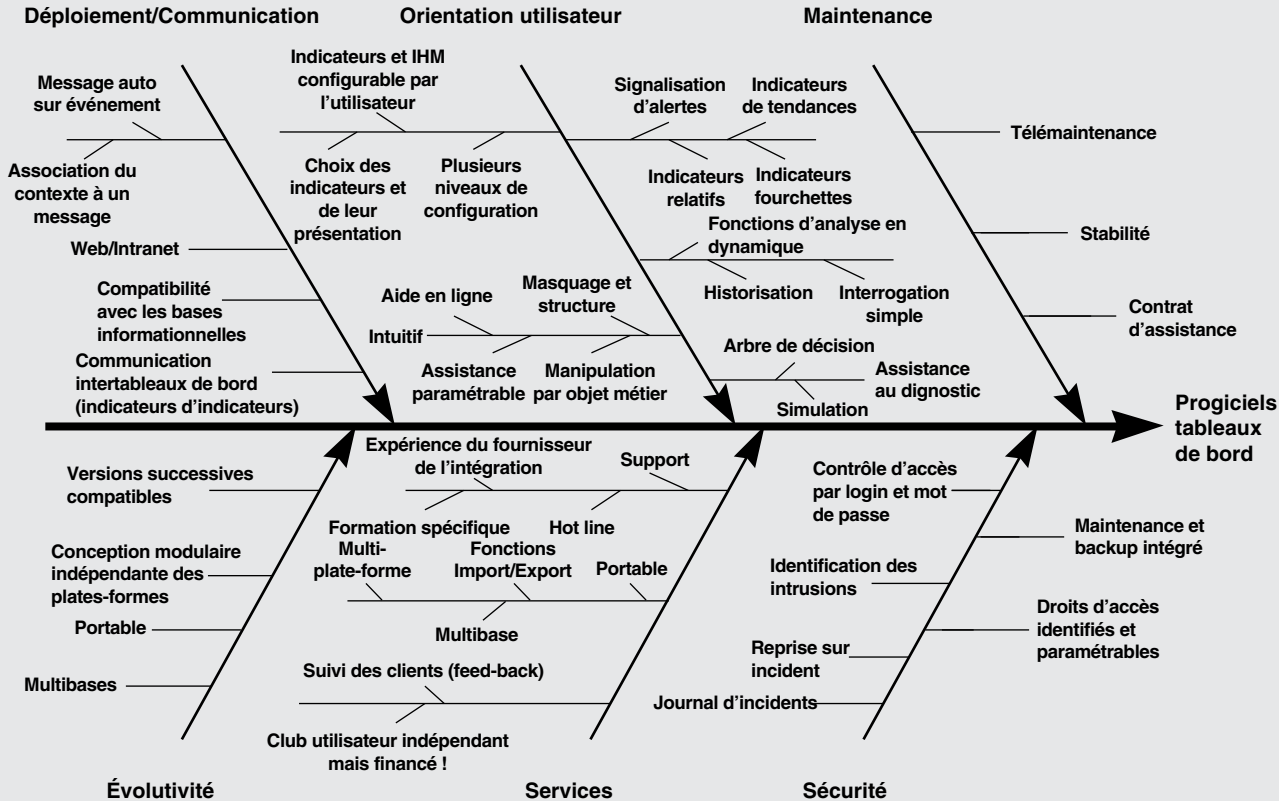 Déploiement/Communication
Orientation utilisateur
Maintenance
Message auto
sur événement
Association du
contexte à un
message
Web/Intranet
Compatibilité
avec les bases
informationnelles
Communication
intertableaux de bord
(indicateurs d'indicateurs)
Indicateurs et IHM
configurable par
l'utilisateur
Choix des
indicateurs et
de leur
présentation
Plusieurs
niveaux de
configuration
Aide en ligne
Masquage et
structure
Intuitif
Assistance
paramétrable
Manipulation
par objet métier
Signalisation
d'alertes
Indicateurs
de tendances
Indicateurs
relatifs
Indicateurs
fourchettes
Fonctions d'analyse en
dynamique
Historisation
Interrogation
simple
Arbre de décision
Assistance
au dignostic
Simulation
Télémaintenance
Stabilité
Contrat
d'assistance
Progiciels
tableaux
de bord
Versions successives
compatibles
Conception modulaire
indépendante des
plates-formes
Portable
Multibases
Expérience du fournisseur
de l'intégration
Support
Formation spécifique
Hot line
Multi-
plate-forme
Fonctions
Import/Export
Portable
Multibase
Suivi des clients (feed-back)
Club utilisateur indépendant
mais financé !
Contrôle d'accès
par login et mot
de passe
Maintenance et
backup intégré
Identification des
intrusions
Droits d'accès
identifiés et
paramétrables
Reprise sur
incident
Journal d'incidents
Évolutivité
Services
Sécurité